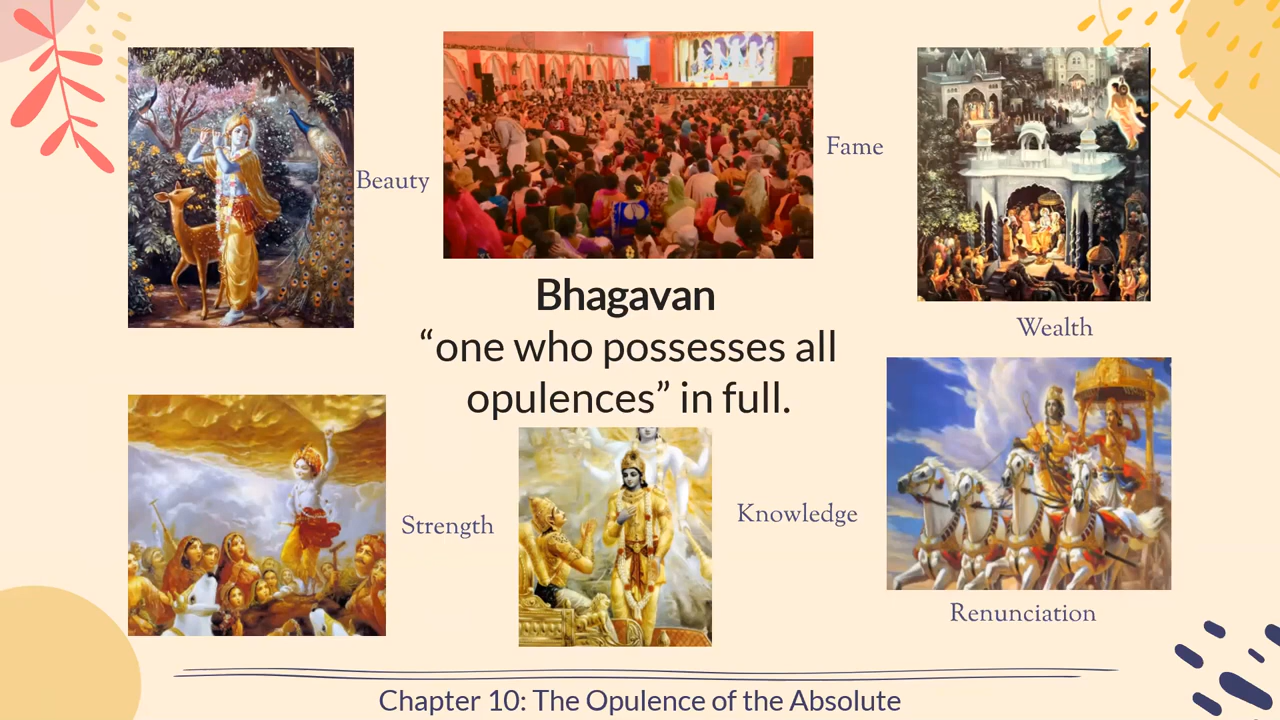 Beauty
Fame
Wealth
Bhagavan
“one who possesses all
opulences” in full.
Strength
Knowledge
Renunciation
Chapter 10: The Opulence of the Absolute